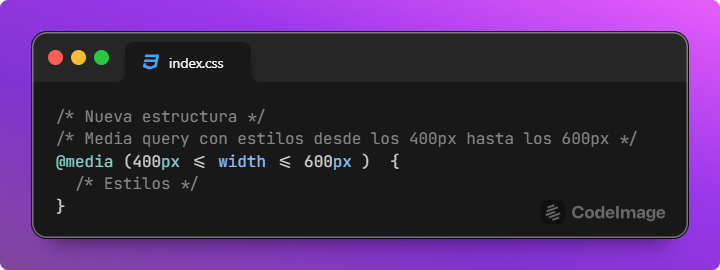 index.css
/* Nueva estructura */
/* Media query con estilos desde los 400px hasta los 600px */
@media (400px <= width <= 600px )  {
  /* Estilos */
}
CodeImage